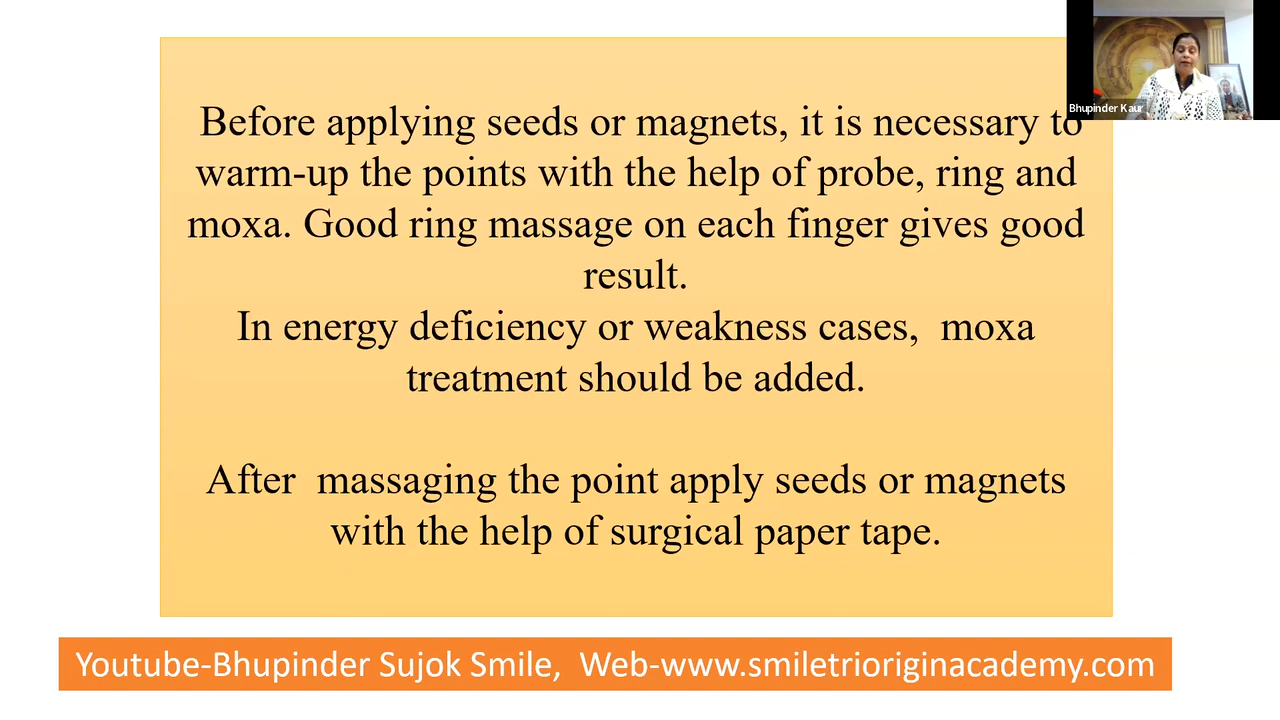 Bhupinder Kaur
Before applying seeds or magnets, it is necessary to
warm-up the points with the help of probe, ring and
moxa. Good ring massage on each finger gives good
result.
In energy deficiency or weakness cases,  moxa
treatment should be added.
After  massaging the point apply seeds or magnets
with the help of surgical paper tape.
Youtube-Bhupinder Sujok Smile,  Web-www.smiletrioriginacademy.com